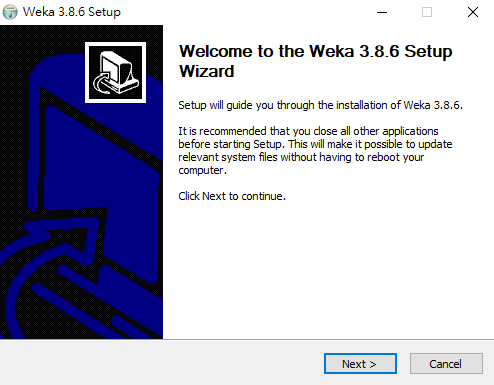 Weka 3.8.6 Setup
Welcome to the Weka 3.8.6 Setup
Wizard
Setup will guide you through the installation of Weka 3.8.6.
It is recommended that you close all other applications
before starting Setup. This will make it possible to update
relevant system files without having to reboot your
computer.
Click Next to continue.
Next >
Cancel